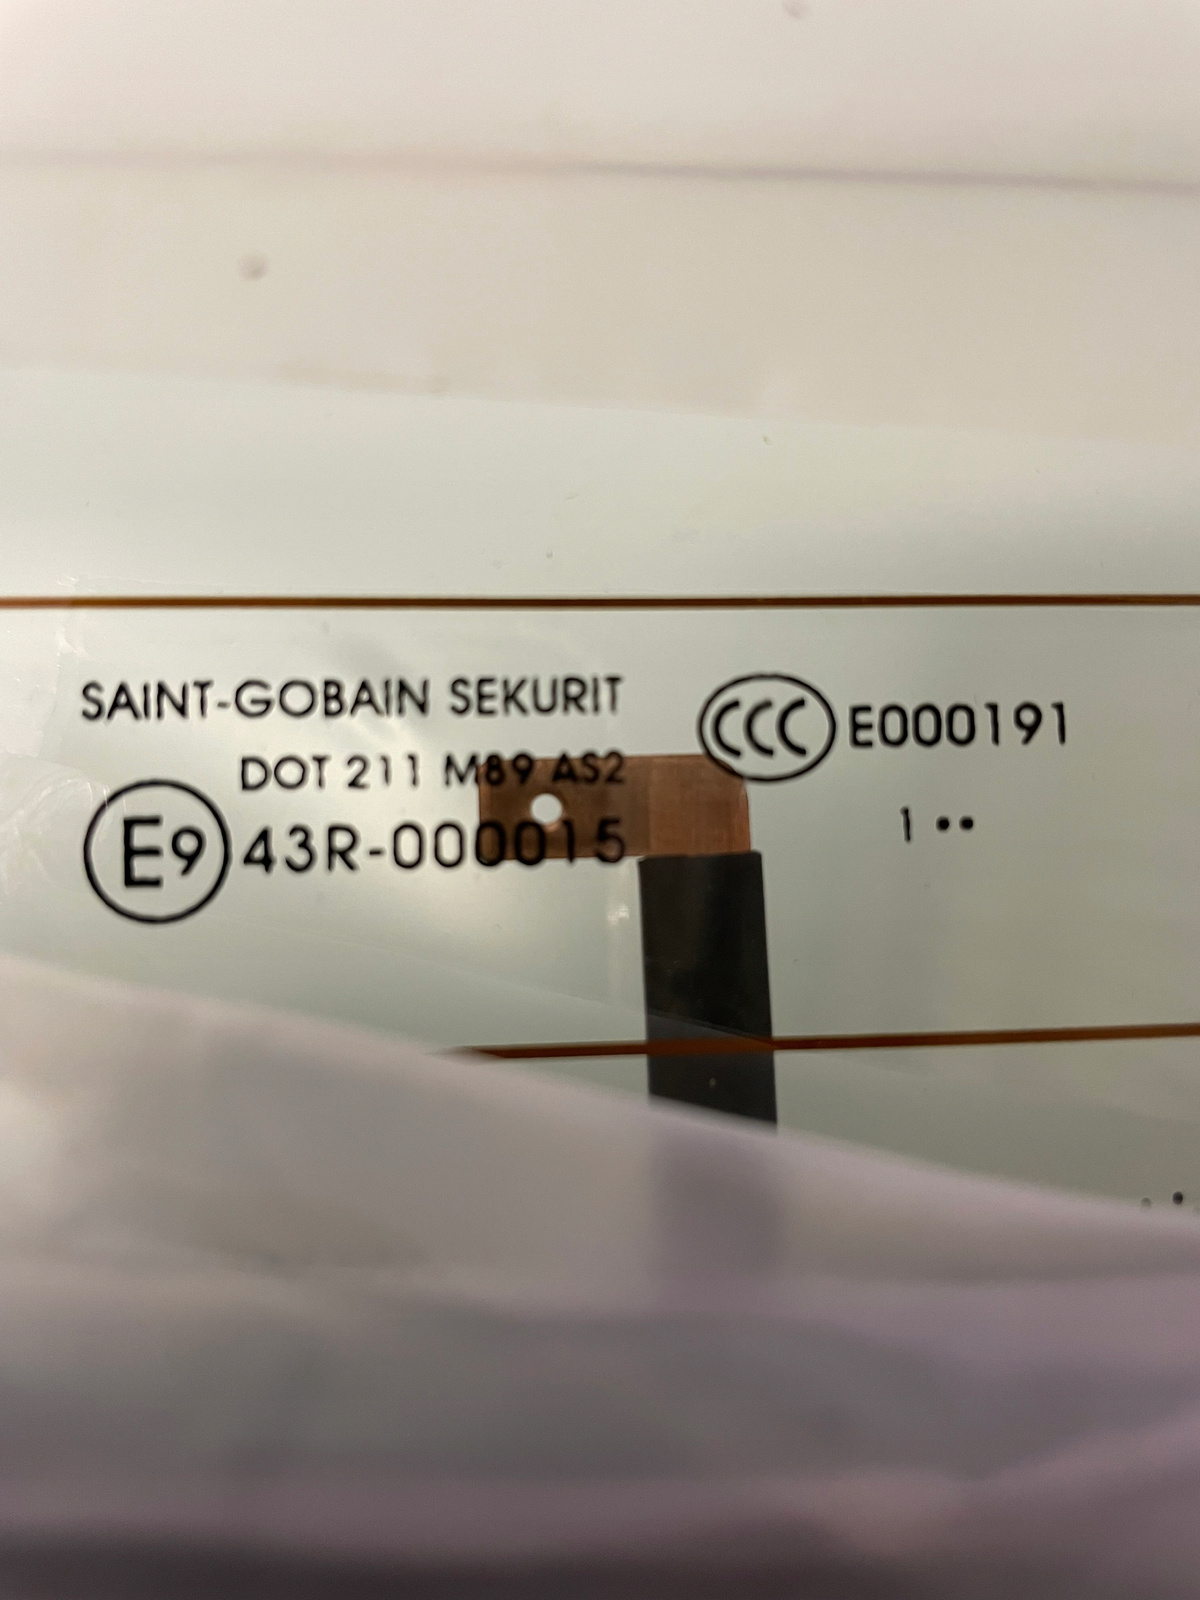 SAINT-GOBAIN SEKURIT
DOT 211 M89 AS2
E9 43R-000015
CCC E000191
1 ••